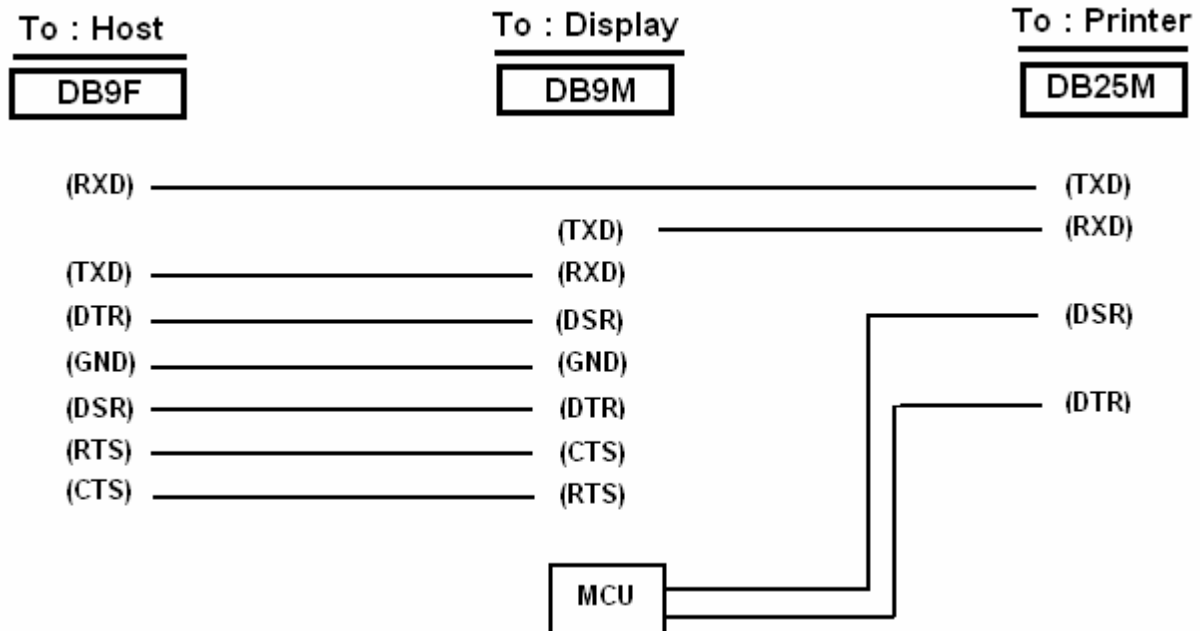 To : Host To : Display To : Printer
DB9F DB9M DB25M
(RXD) (TXD)
(TXD) (RXD)
(TXD) (RXD)
(DTR) (DSR) (DSR)
(GND) (GND)
(DSR) (DTR) (DTR)
(RTS) (CTS)
(CTS) (RTS)
MCU